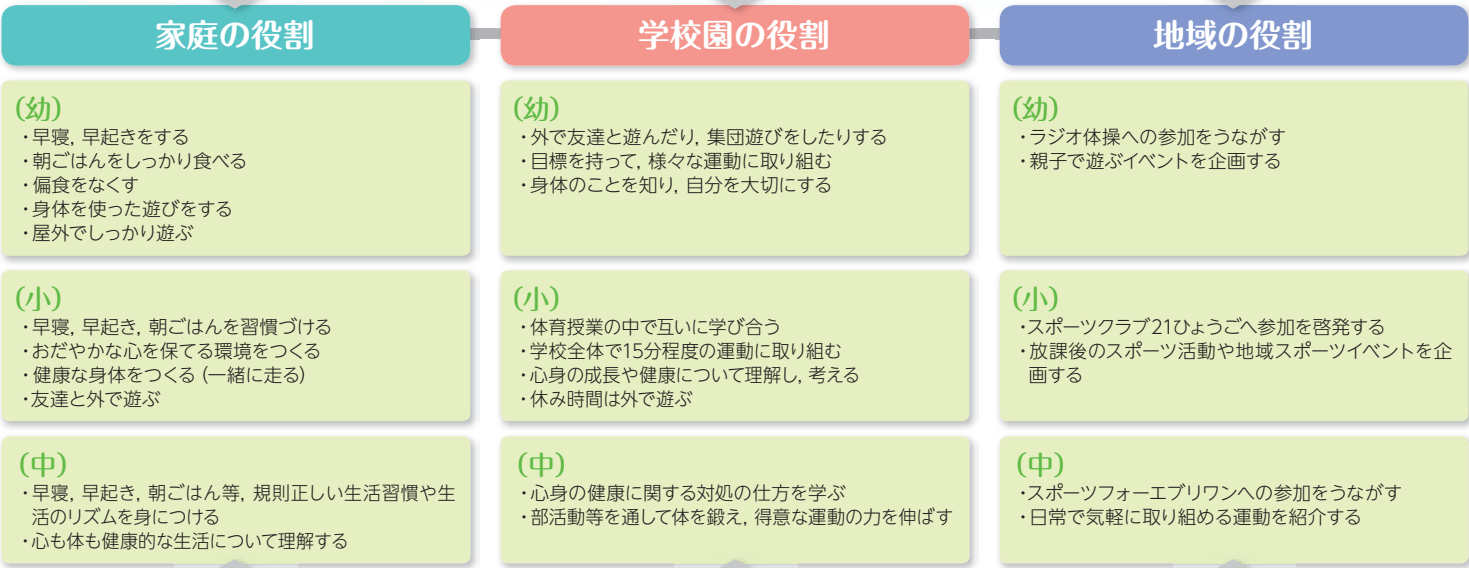 家庭の役割
学校園の役割
地域の役割
(幼)
・早寝, 早起きをする
・朝ごはんをしっかり食べる
・偏食をなくす
・身体を使った遊びをする
・屋外でしっかり遊ぶ
(幼)
・外で友達と遊んだり, 集団遊びをしたりする
・目標を持って, 様々な運動に取り組む
・身体のことを知り, 自分を大切にする
(幼)
・ラジオ体操への参加をうながす
・親子で遊ぶイベントを企画する
(小)
・早寝, 早起き, 朝ごはんを習慣づける
・おだやかな心を保てる環境をつくる
・健康な身体をつくる (一緒に走る)
・友達と外で遊ぶ
(小)
・体育授業の中で互いに学び合う
・学校全体で15分程度の運動に取り組む
・心身の成長や健康について理解し, 考える
・休み時間は外で遊ぶ
(小)
・スポーツクラブ21ひょうごへ参加を啓発する
・放課後のスポーツ活動や地域スポーツイベントを企
画する
(中)
・早寝, 早起き, 朝ごはん等, 規則正しい生活習慣や生
活のリズムを身につける
・心も体も健康的な生活について理解する
(中)
・心身の健康に関する対処の仕方を学ぶ
・部活動等を通して体を鍛え, 得意な運動の力を伸ばす
(中)
・スポーツフォーエブリワンへの参加をうながす
・日常で気軽に取り組める運動を紹介する